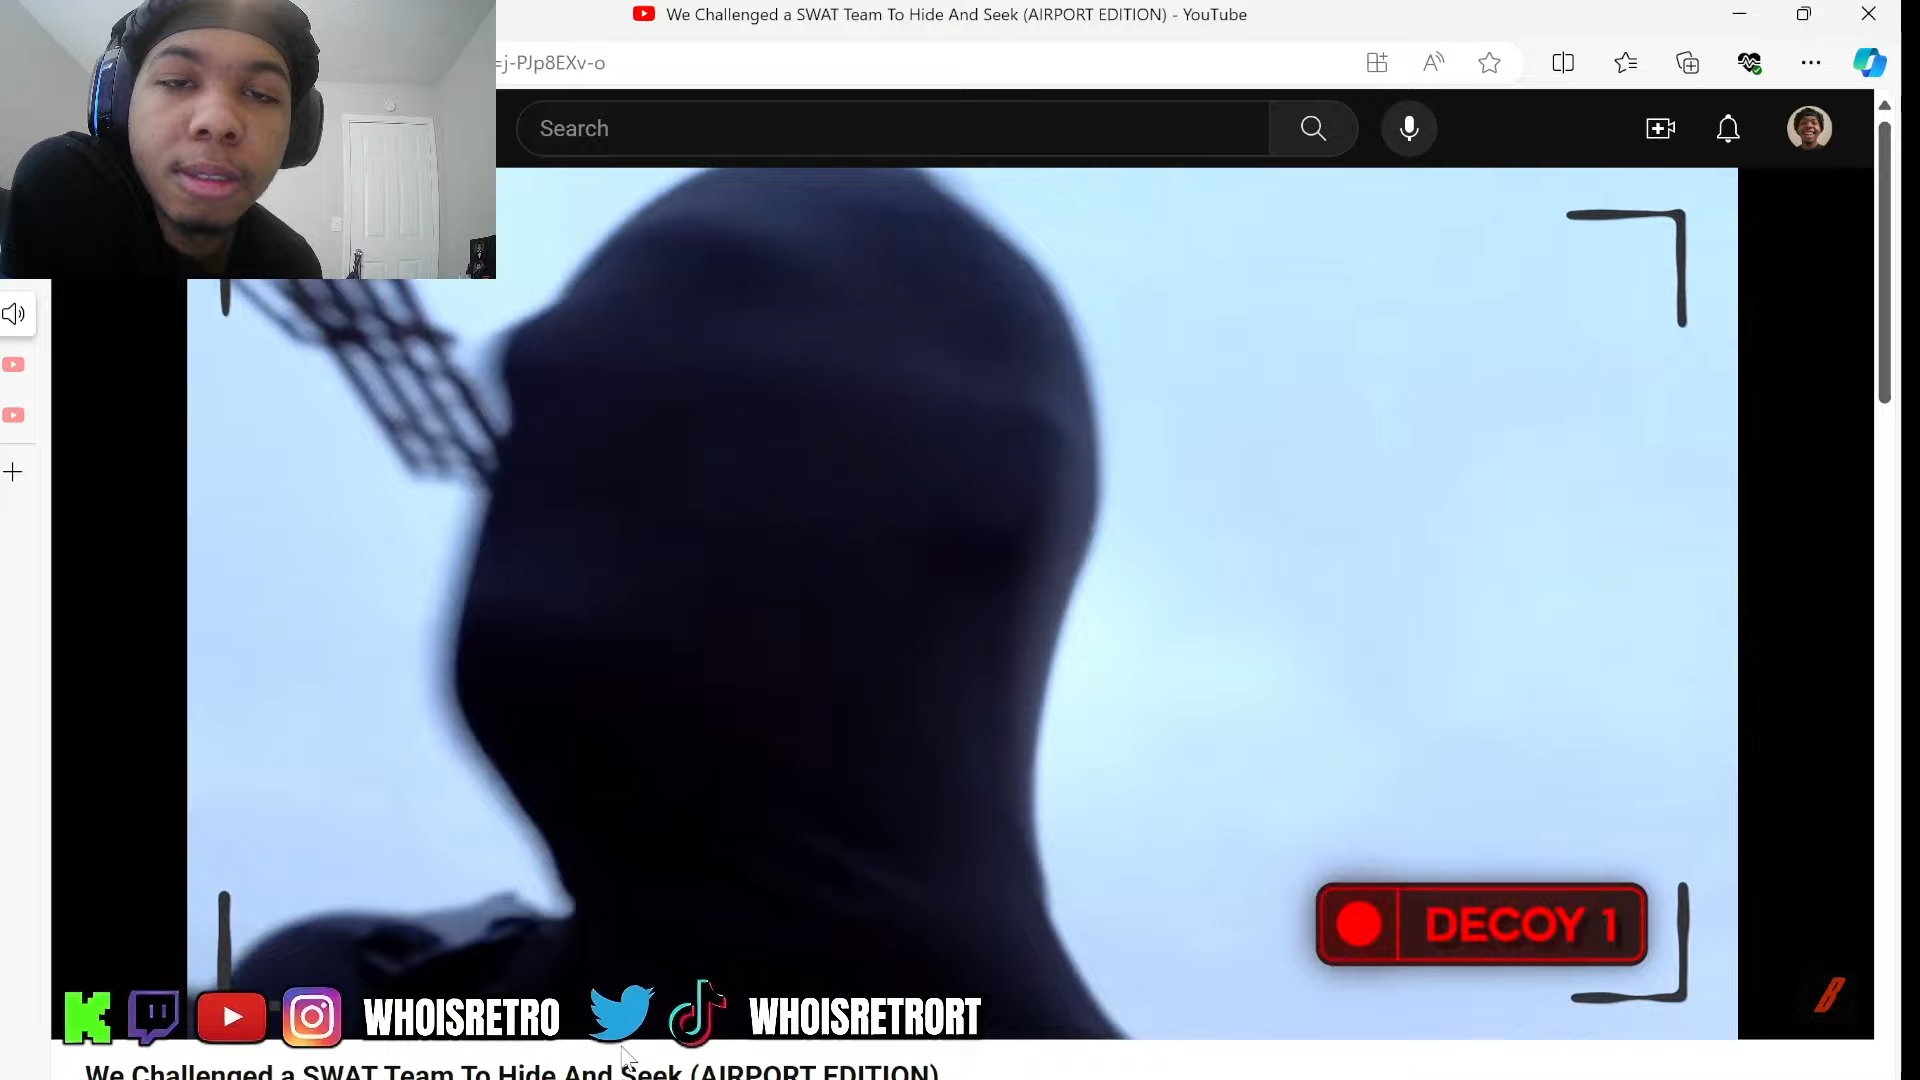 We Challenged a SWAT Team To Hide And Seek (AIRPORT EDITION) - YouTube
=j-PJp8EXv-o
Search
DECOY 1
WHOISRETRO
WHOISRETRORT
We Challenged a SWAT Team To Hide And Seek (AIRPORT EDITION)